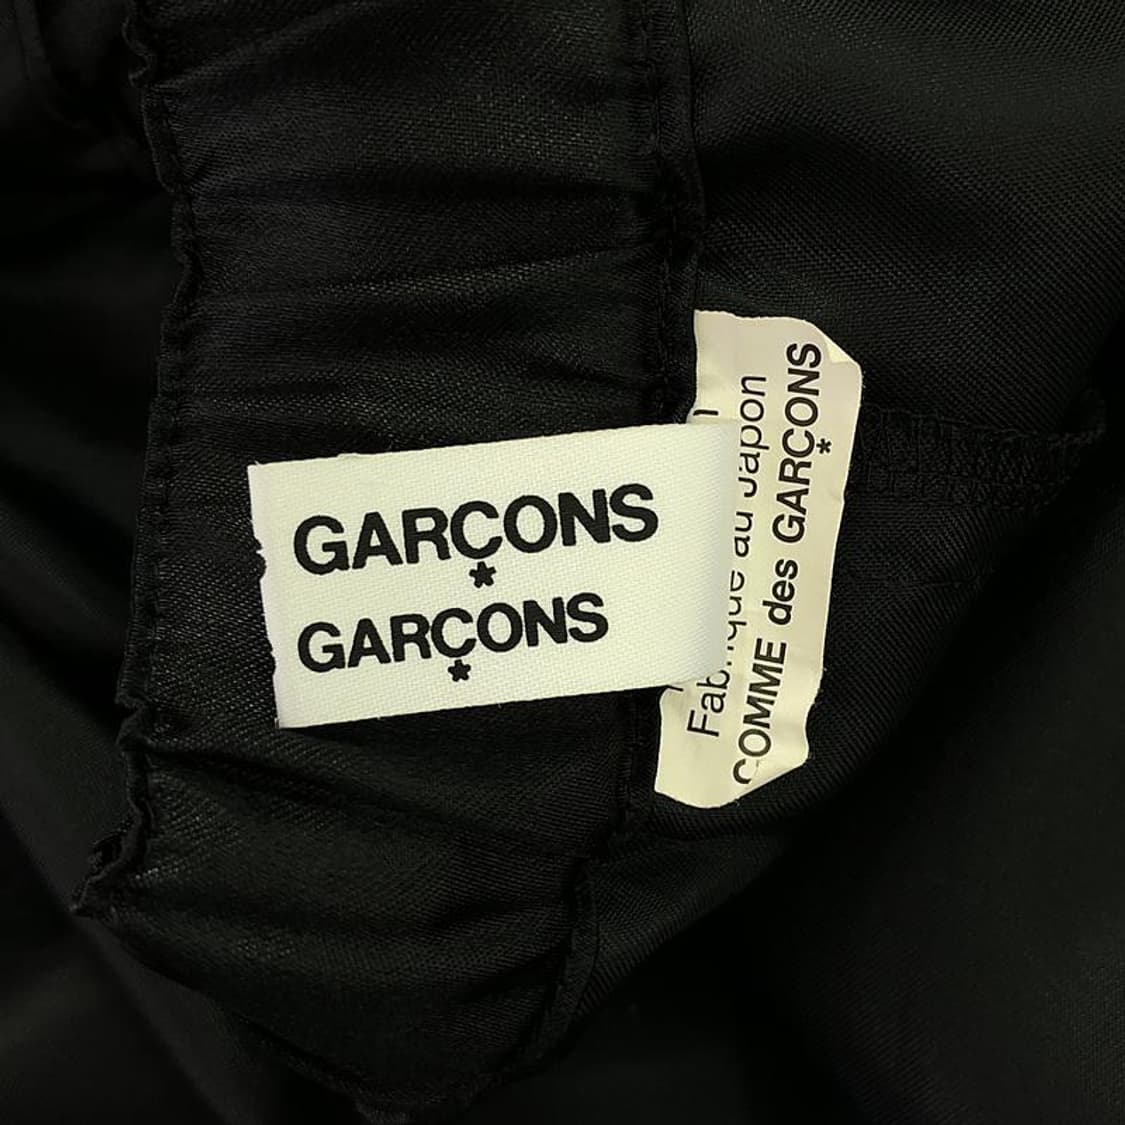 GARÇONS
*
GARÇONS
*
Fabriqué au Japon
COMME des GARÇONS
*